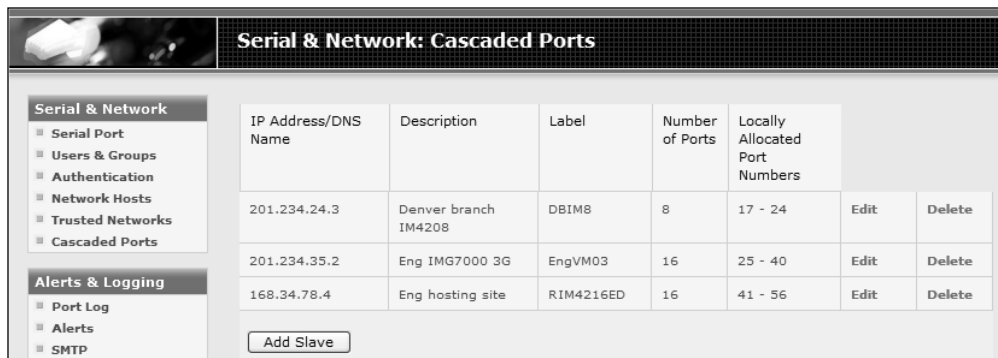 Serial & Network: Cascaded Ports
Serial & Network
Serial Port
Users & Groups
Authentication
Network Hosts
Trusted Networks
Cascaded Ports
Alerts & Logging
Port Log
Alerts
SMTP
IP Address/DNS Name Description Label Number of Ports Locally Allocated Port Numbers
201.234.24.3 Denver branch IM4208 DBIM8 8 17 - 24 Edit Delete
201.234.35.2 Eng IMG7000 3G EngVM03 16 25 - 40 Edit Delete
168.34.78.4 Eng hosting site RIM4216ED 16 41 - 56 Edit Delete
Add Slave